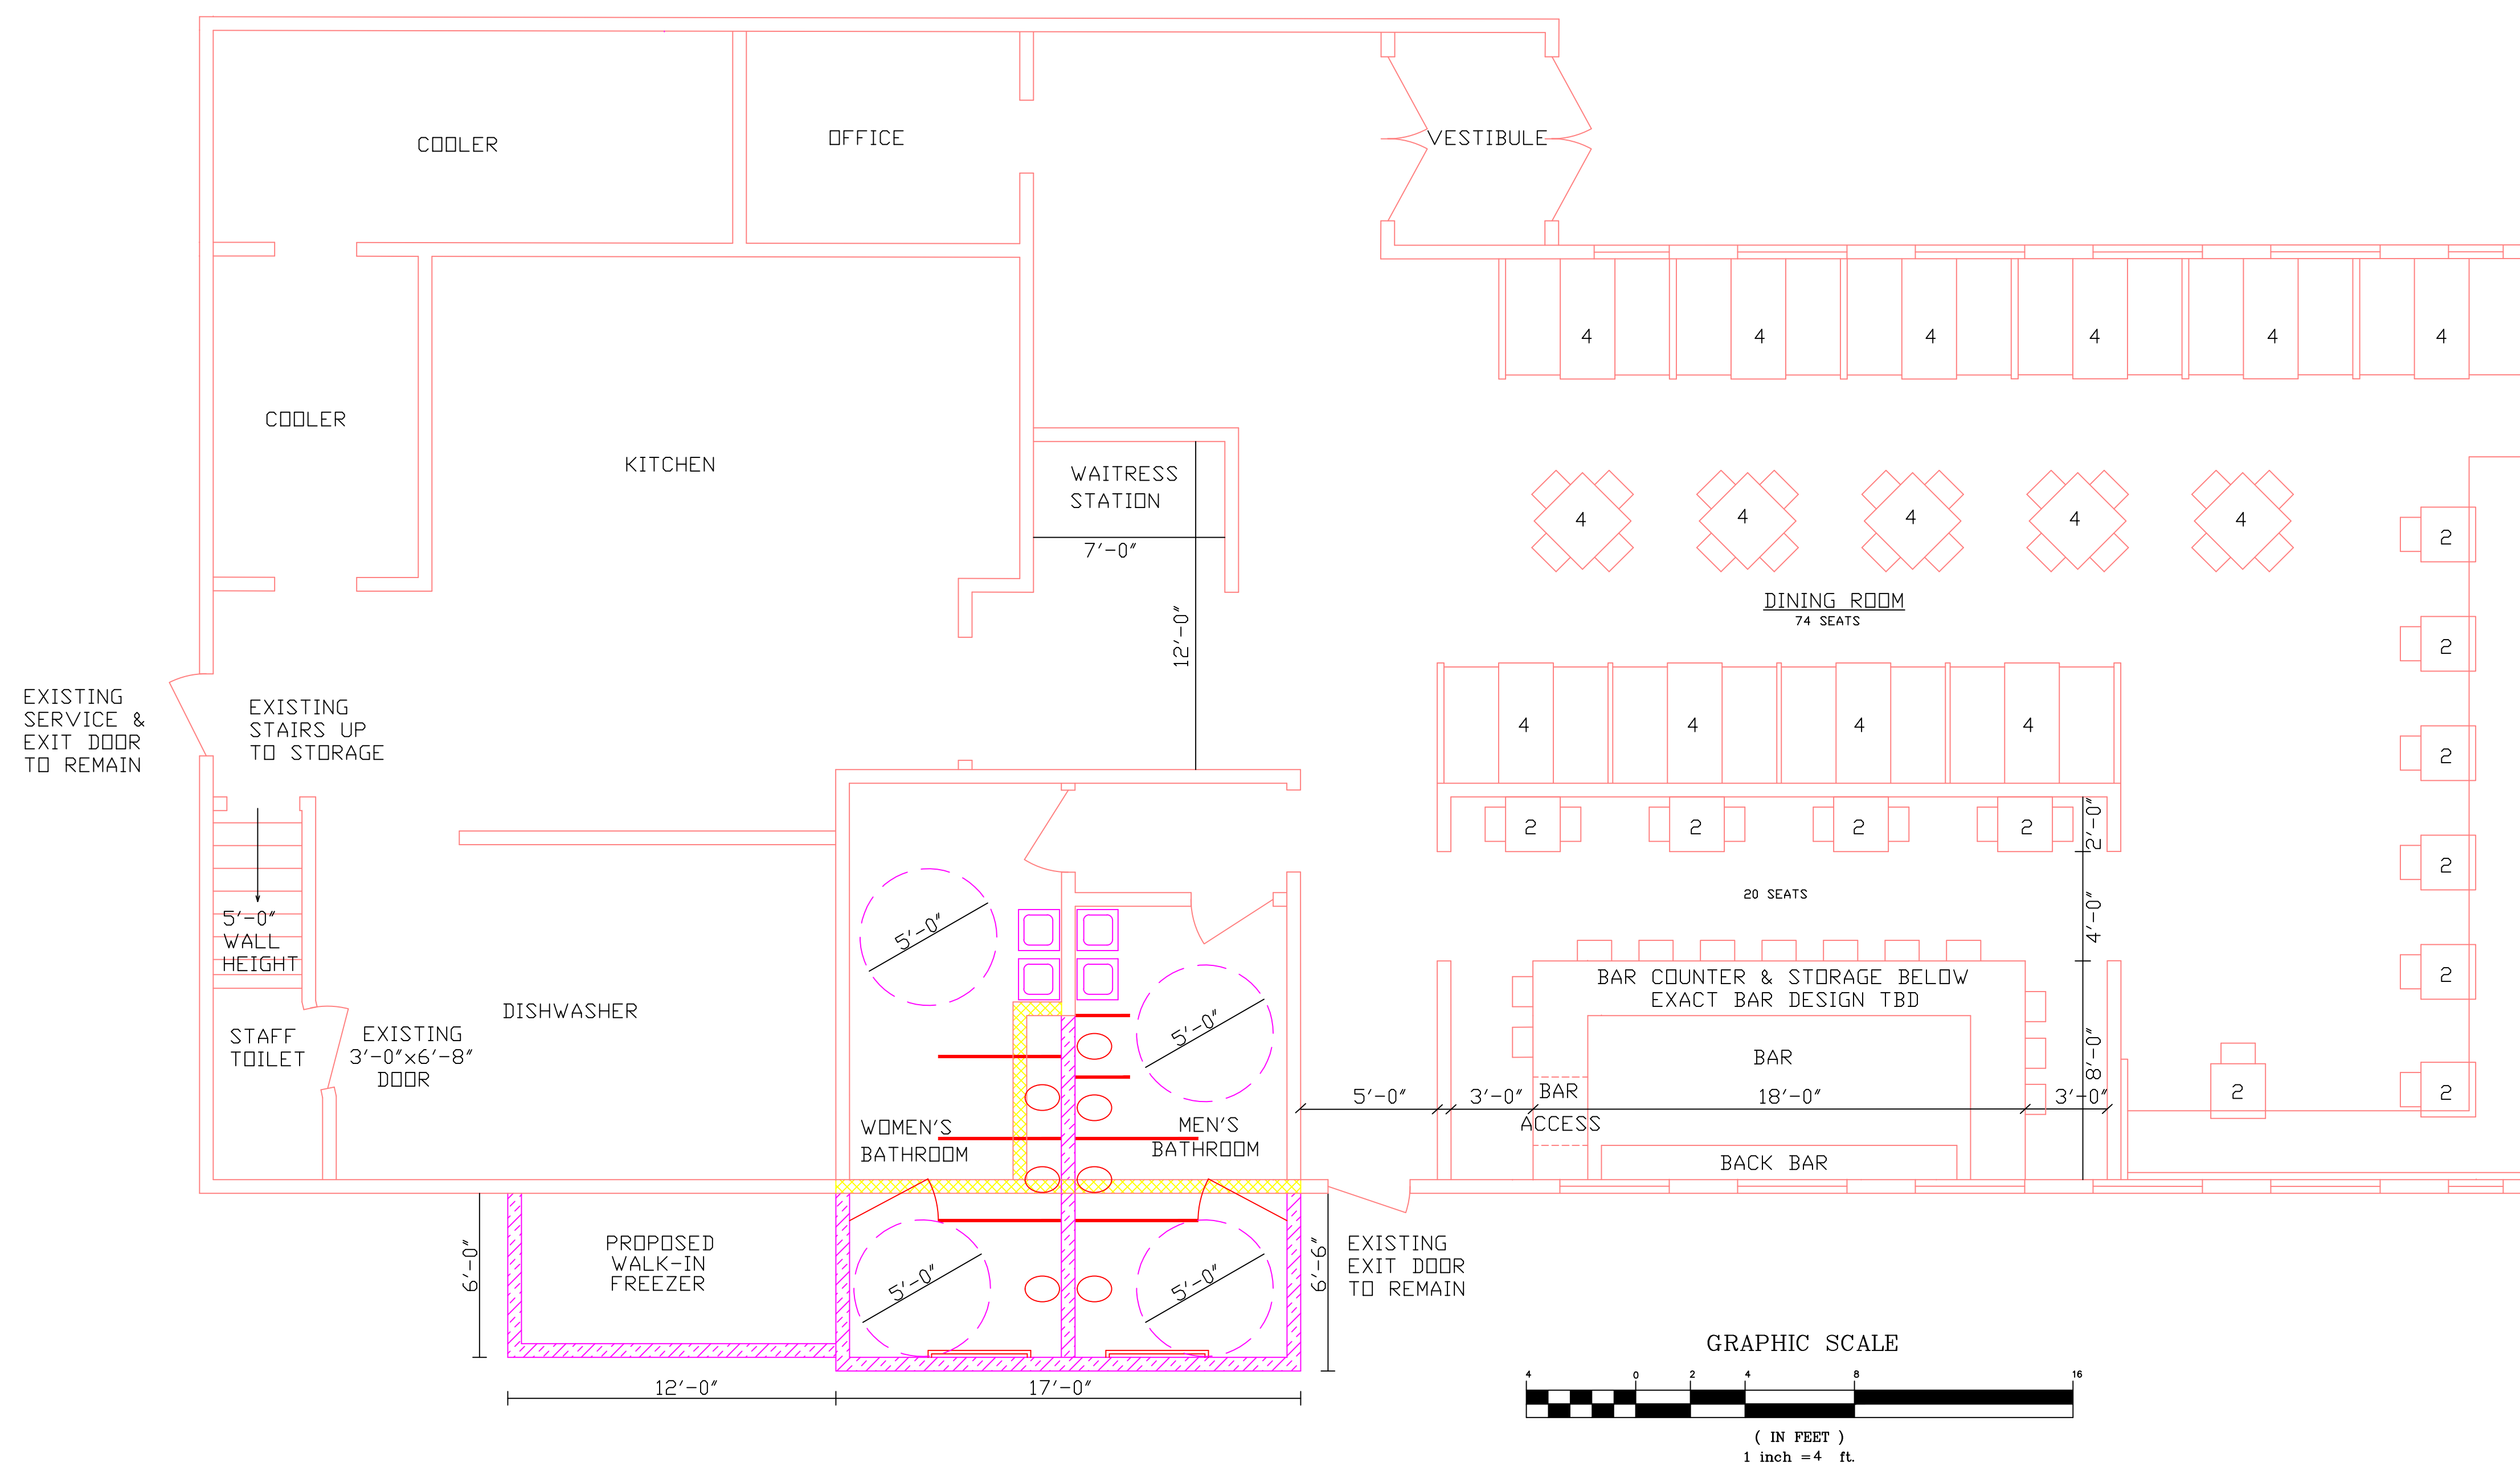 COOLER
OFFICE
VESTIBULE
4
4
4
4
4
4
COOLER
KITCHEN
WAITRESS
STATION
7'-0"
12'-0"
4
4
4
4
4
DINING ROOM
74 SEATS
2
2
2
2
2
2
2
EXISTING
SERVICE &
EXIT DOOR
TO REMAIN
EXISTING
STAIRS UP
TO STORAGE
4
4
4
4
2
2
2
2
2'-0"
4'-0"
8'-0"
20 SEATS
5'-0"
WALL
HEIGHT
STAFF
TOILET
EXISTING
3'-0"x6'-8"
DOOR
DISHWASHER
5'-0"
5'-0"
WOMEN'S
BATHROOM
MEN'S
BATHROOM
BAR COUNTER & STORAGE BELOW
EXACT BAR DESIGN TBD
BAR
5'-0"
3'-0"
BAR
ACCESS
18'-0"
3'-0"
BACK BAR
6'-0"
PROPOSED
WALK-IN
FREEZER
5'-0"
5'-0"
6'-6"
EXISTING
EXIT DOOR
TO REMAIN
12'-0"
17'-0"
GRAPHIC SCALE
4 0 2 4 8 16
( IN FEET )
1 inch =4 ft.